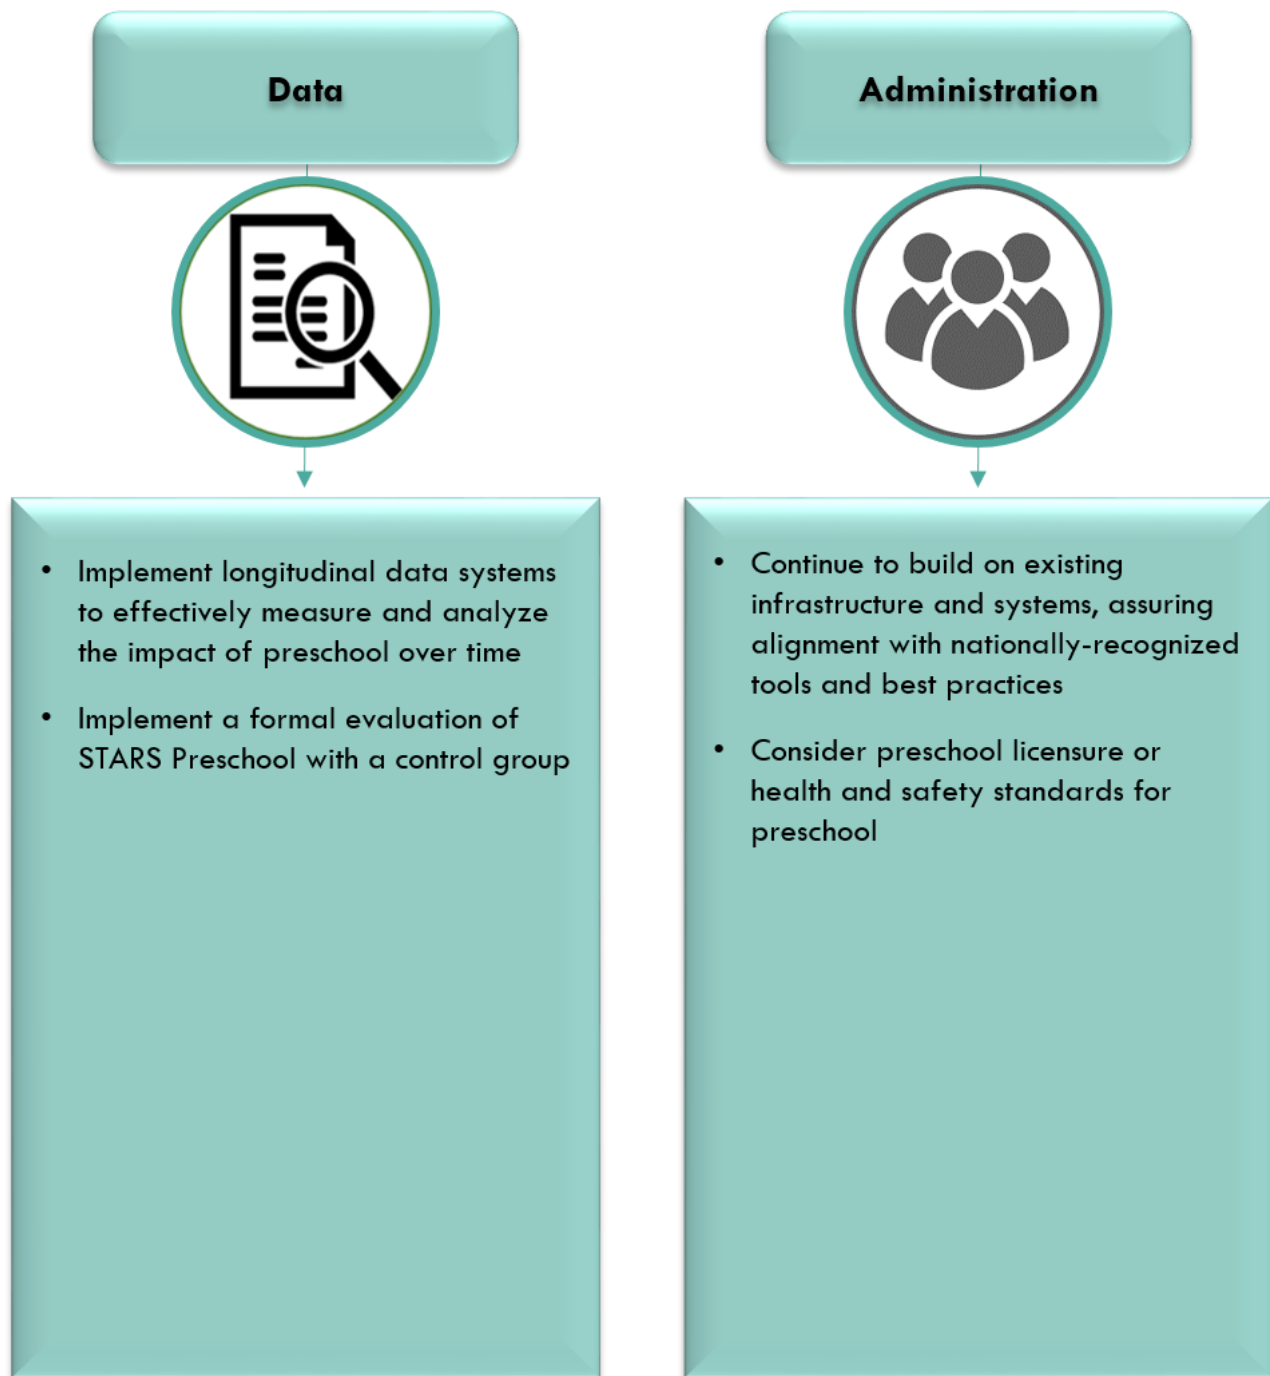 Data
• Implement longitudinal data systems
to effectively measure and analyze
the impact of preschool over time
• Implement a formal evaluation of
STARS Preschool with a control group
Administration
• Continue to build on existing
infrastructure and systems, assuring
alignment with nationally-recognized
tools and best practices
• Consider preschool licensure or
health and safety standards for
preschool